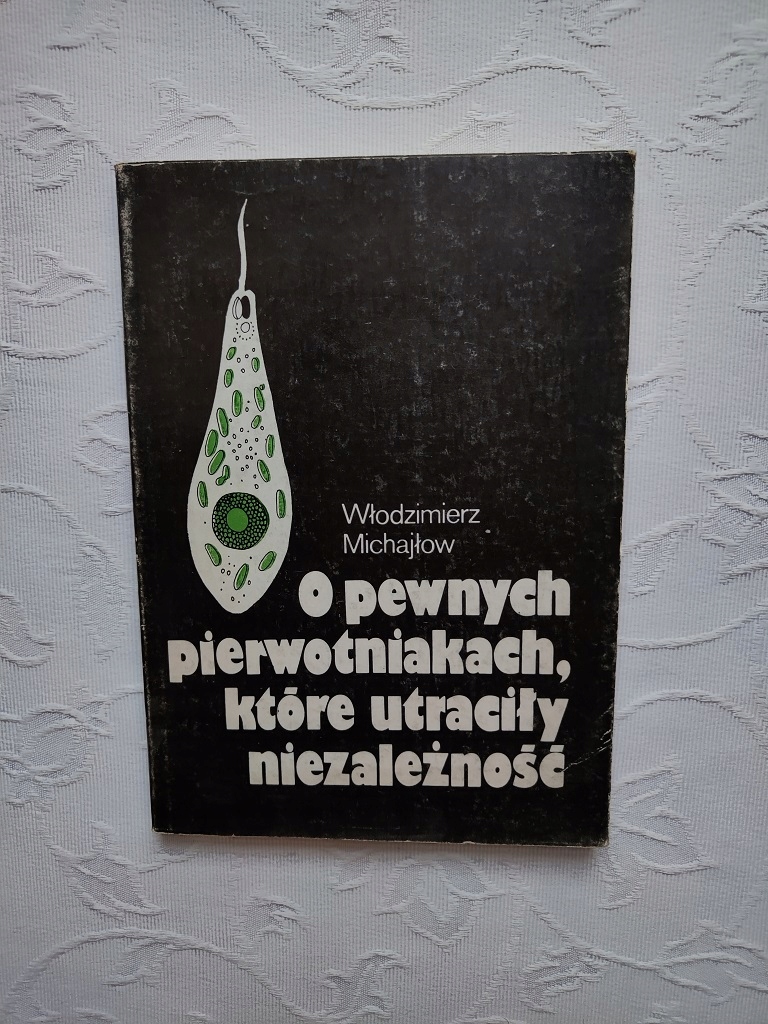 Włodzimierz
Michajłow
O pewnych
pierwotniakach,
które utraciły
niezależność